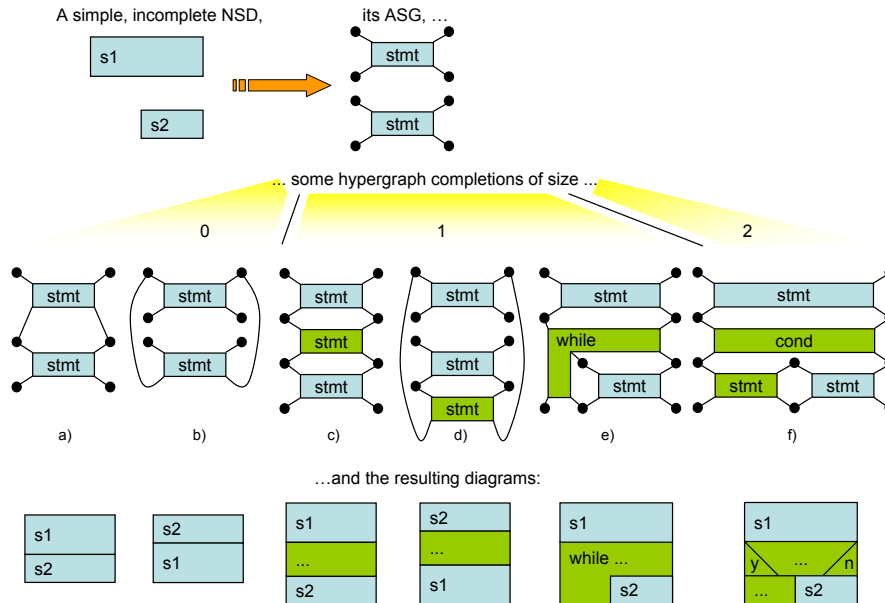 A simple, incomplete NSD,
its ASG, …
s1
stmt
s2
stmt
... some hypergraph completions of size ...
0
1
2
stmt
stmt
stmt
stmt
stmt
stmt
stmt
stmt
stmt
stmt
while
stmt
stmt
cond
stmt
stmt
a)
b)
c)
d)
e)
f)
…and the resulting diagrams:
s1
s2
s2
s1
s1
...
s2
s2
...
s1
s1
while ...
s2
s1
y
...
n
...
s2